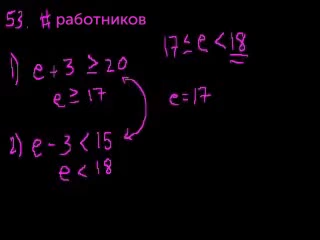 53. # работников
1) e + 3 ≥ 20
e ≥ 17
2) e - 3 < 15
e < 18
17 ≤ e < 18
e = 17